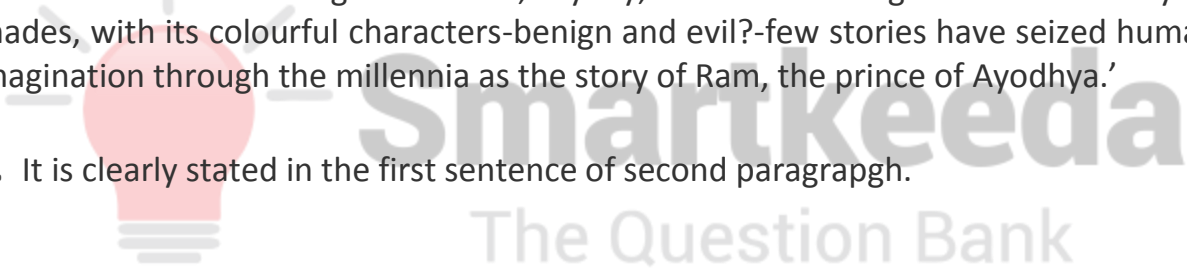 hades, with its colourful characters-benign and evil?-few stories have seized huma
nagination through the millennia as the story of Ram, the prince of Ayodhya.’
Smartkeeda
. It is clearly stated in the first sentence of second paragrapgh.
The Question Bank